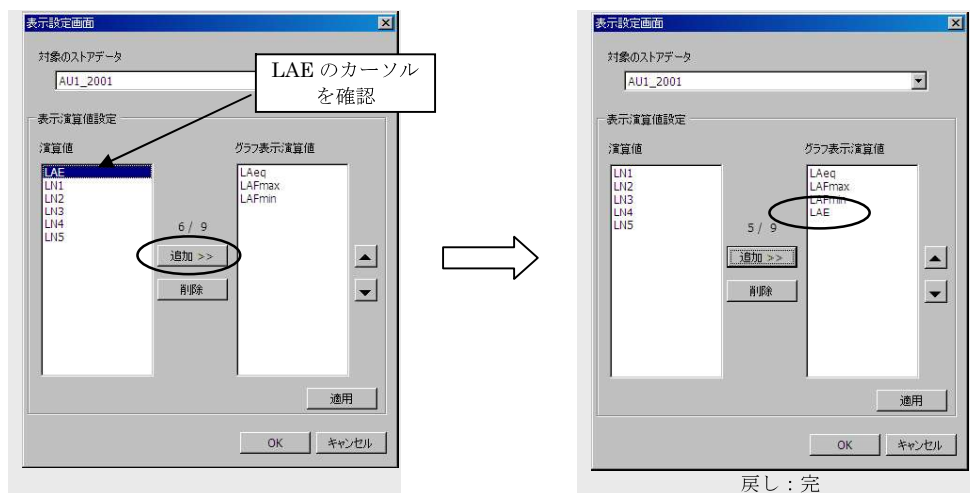 表示設定画面
対象のストアデータ
AU1_2001
LAE のカーソル
を確認
表示演算値設定
演算値
グラフ表示演算値
LAE
LN1
LN2
LN3
LN4
LN5
6 / 9
追加 >>
削除
LAeq
LAFmax
LAFmin
適用
OK
キャンセル
表示設定画面
対象のストアデータ
AU1_2001
表示演算値設定
演算値
グラフ表示演算値
LN1
LN2
LN3
LN4
LN5
5 / 9
追加 >>
削除
LAeq
LAFmax
LAFmin
LAE
適用
OK
キャンセル
戻し：完